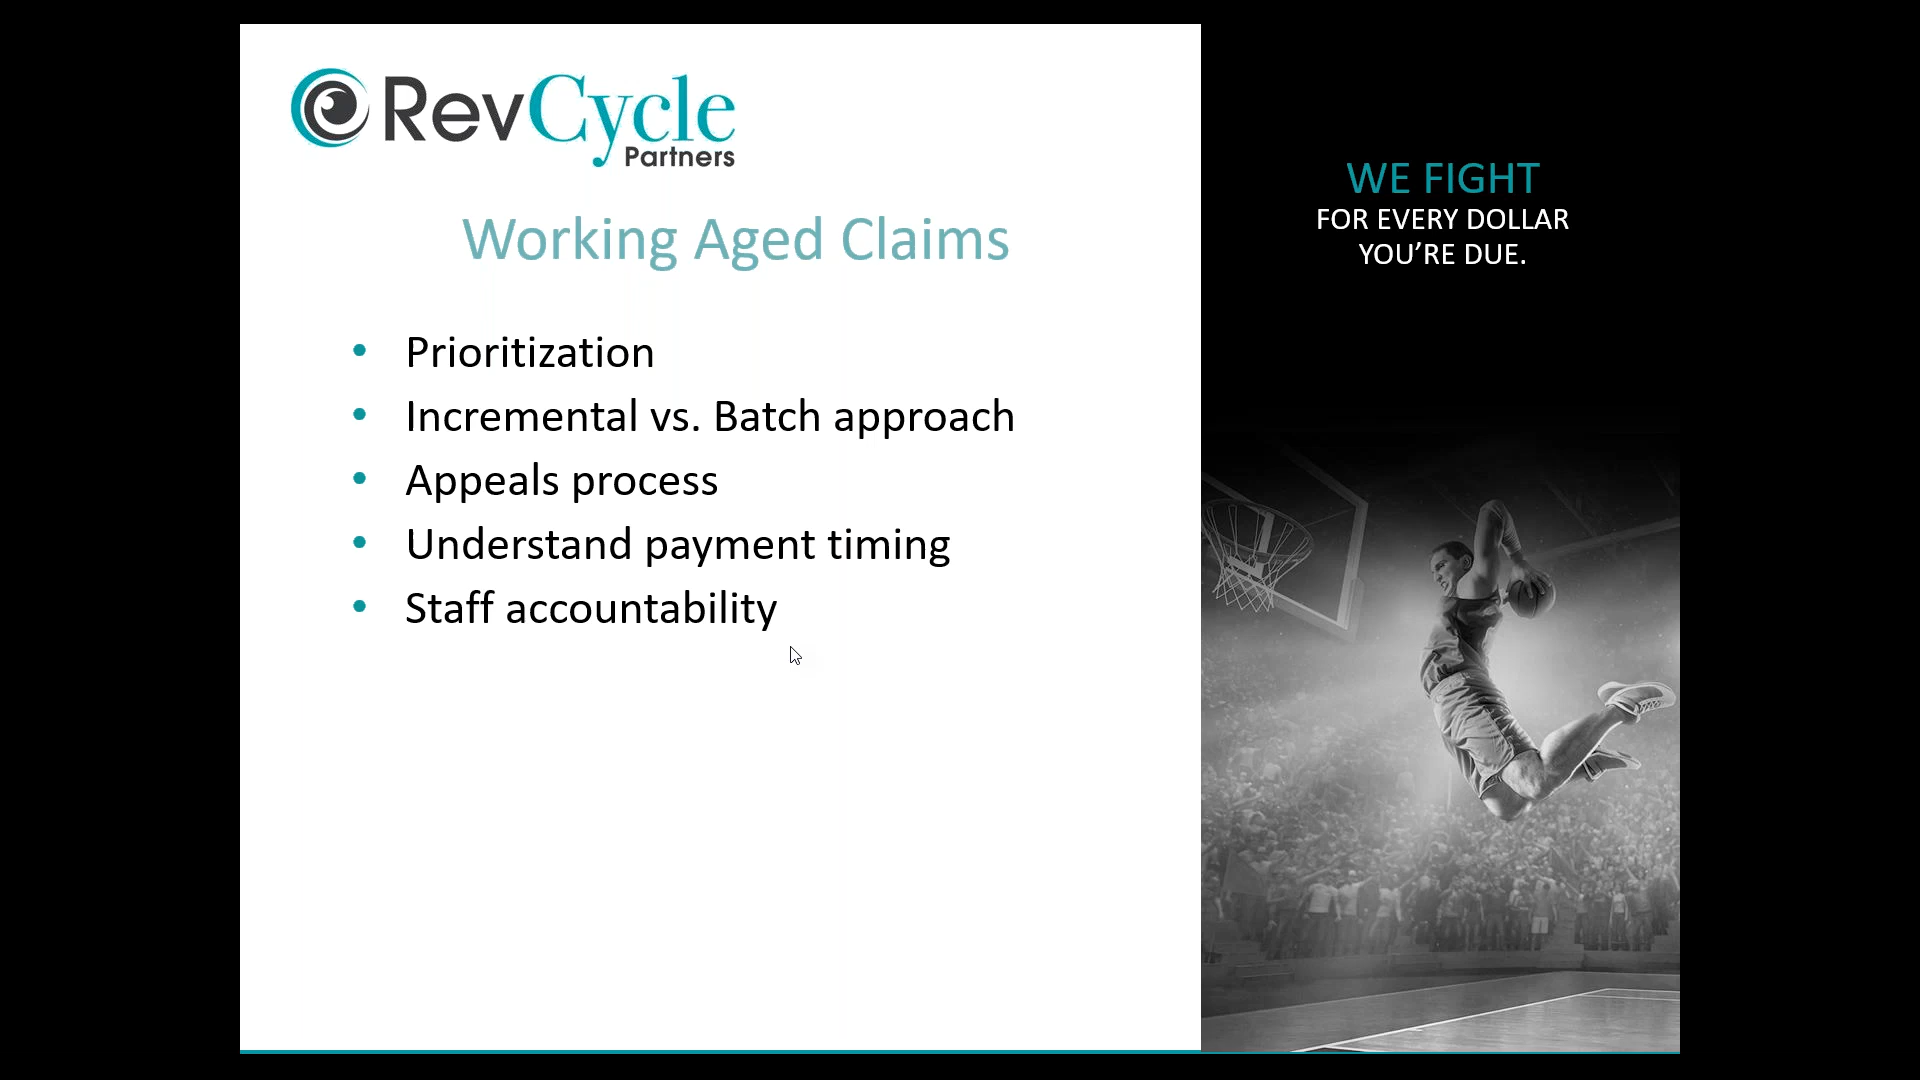 RevCycle
Partners
Working Aged Claims
• Prioritization
• Incremental vs. Batch approach
• Appeals process
• Understand payment timing
• Staff accountability
WE FIGHT
FOR EVERY DOLLAR
YOU’RE DUE.